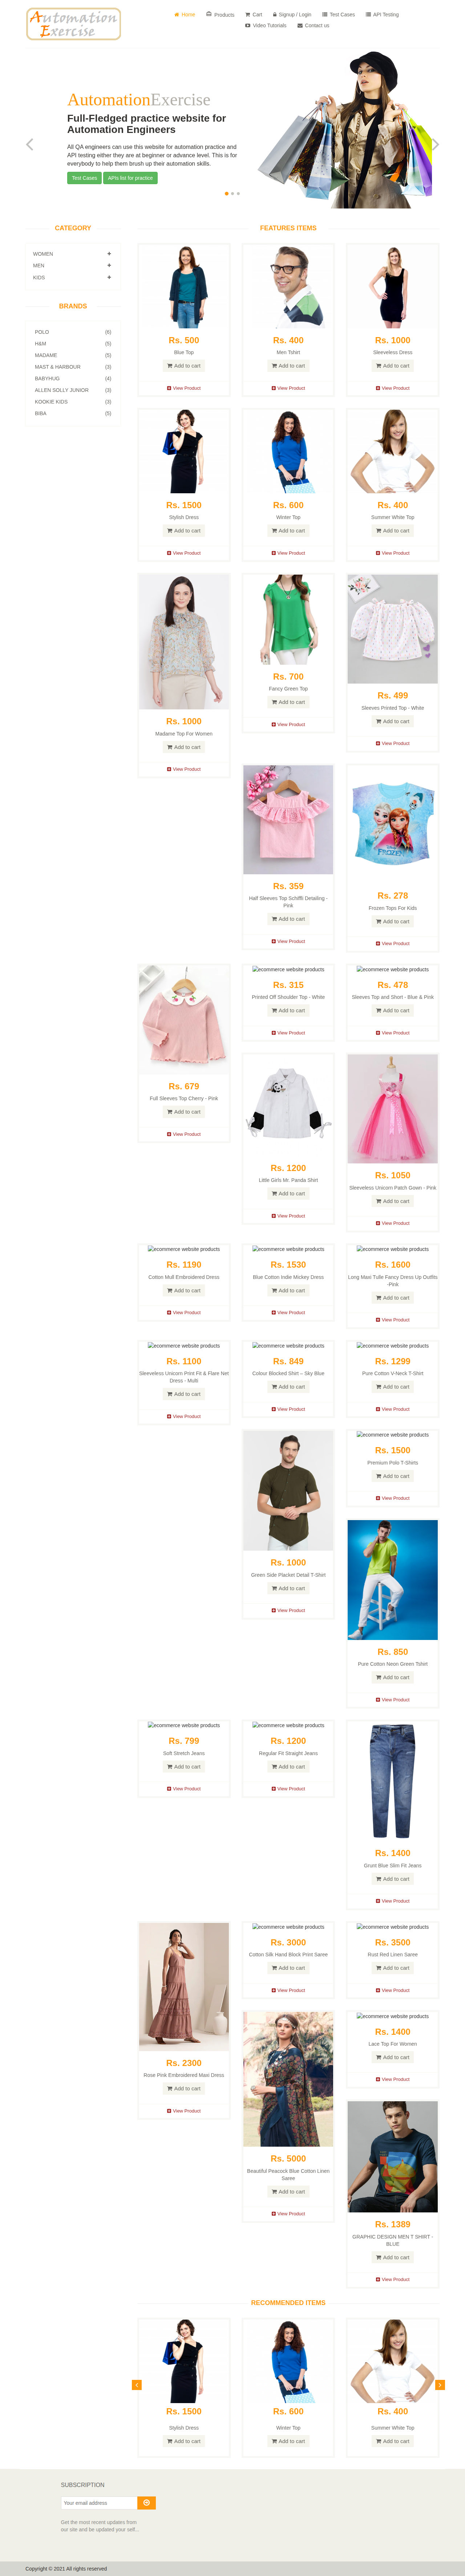 Automation
Exercise
Home
Products
Cart
Signup / Login
Test Cases
API Testing
Video Tutorials
Contact us
AutomationExercise
Full-Fledged practice website for
Automation Engineers
All QA engineers can use this website for automation practice and
API testing either they are at beginner or advance level. This is for
everybody to help them brush up their automation skills.
Test Cases
APIs list for practice
CATEGORY
WOMEN
MEN
KIDS
BRANDS
POLO (6)
H&M (5)
MADAME (5)
MAST & HARBOUR (3)
BABYHUG (4)
ALLEN SOLLY JUNIOR (3)
KOOKIE KIDS (3)
BIBA (5)
FEATURES ITEMS
Rs. 500
Blue Top
Add to cart
View Product
Rs. 400
Men Tshirt
Add to cart
View Product
Rs. 1000
Sleeveless Dress
Add to cart
View Product
Rs. 1500
Stylish Dress
Add to cart
View Product
Rs. 600
Winter Top
Add to cart
View Product
Rs. 400
Summer White Top
Add to cart
View Product
Rs. 1000
Madame Top For Women
Add to cart
View Product
Rs. 700
Fancy Green Top
Add to cart
View Product
Rs. 499
Sleeves Printed Top - White
Add to cart
View Product
Rs. 359
Half Sleeves Top Schiffli Detailing -
Pink
Add to cart
View Product
FROZEN
Rs. 278
Frozen Tops For Kids
Add to cart
View Product
Rs. 679
Full Sleeves Top Cherry - Pink
Add to cart
View Product
ecommerce website products
Rs. 315
Printed Off Shoulder Top - White
Add to cart
View Product
ecommerce website products
Rs. 478
Sleeves Top and Short - Blue & Pink
Add to cart
View Product
Rs. 1200
Little Girls Mr. Panda Shirt
Add to cart
View Product
Rs. 1050
Sleeveless Unicorn Patch Gown - Pink
Add to cart
View Product
ecommerce website products
Rs. 1190
Cotton Mull Embroidered Dress
Add to cart
View Product
ecommerce website products
Rs. 1530
Blue Cotton Indie Mickey Dress
Add to cart
View Product
ecommerce website products
Rs. 1600
Long Maxi Tulle Fancy Dress Up Outfits
-Pink
Add to cart
View Product
ecommerce website products
Rs. 1100
Sleeveless Unicorn Print Fit & Flare Net
Dress - Multi
Add to cart
View Product
ecommerce website products
Rs. 849
Colour Blocked Shirt – Sky Blue
Add to cart
View Product
ecommerce website products
Rs. 1299
Pure Cotton V-Neck T-Shirt
Add to cart
View Product
Rs. 1000
Green Side Placket Detail T-Shirt
Add to cart
View Product
ecommerce website products
Rs. 1500
Premium Polo T-Shirts
Add to cart
View Product
Rs. 850
Pure Cotton Neon Green Tshirt
Add to cart
View Product
ecommerce website products
Rs. 799
Soft Stretch Jeans
Add to cart
View Product
ecommerce website products
Rs. 1200
Regular Fit Straight Jeans
Add to cart
View Product
Rs. 1400
Grunt Blue Slim Fit Jeans
Add to cart
View Product
Rs. 2300
Rose Pink Embroidered Maxi Dress
Add to cart
View Product
ecommerce website products
Rs. 3000
Cotton Silk Hand Block Print Saree
Add to cart
View Product
ecommerce website products
Rs. 3500
Rust Red Linen Saree
Add to cart
View Product
Rs. 5000
Beautiful Peacock Blue Cotton Linen
Saree
Add to cart
View Product
ecommerce website products
Rs. 1400
Lace Top For Women
Add to cart
View Product
Rs. 1389
GRAPHIC DESIGN MEN T SHIRT -
BLUE
Add to cart
View Product
RECOMMENDED ITEMS
Rs. 1500
Stylish Dress
Add to cart
Rs. 600
Winter Top
Add to cart
Rs. 400
Summer White Top
Add to cart
SUBSCRIPTION
Your email address
Get the most recent updates from
our site and be updated your self...
Copyright © 2021 All rights reserved